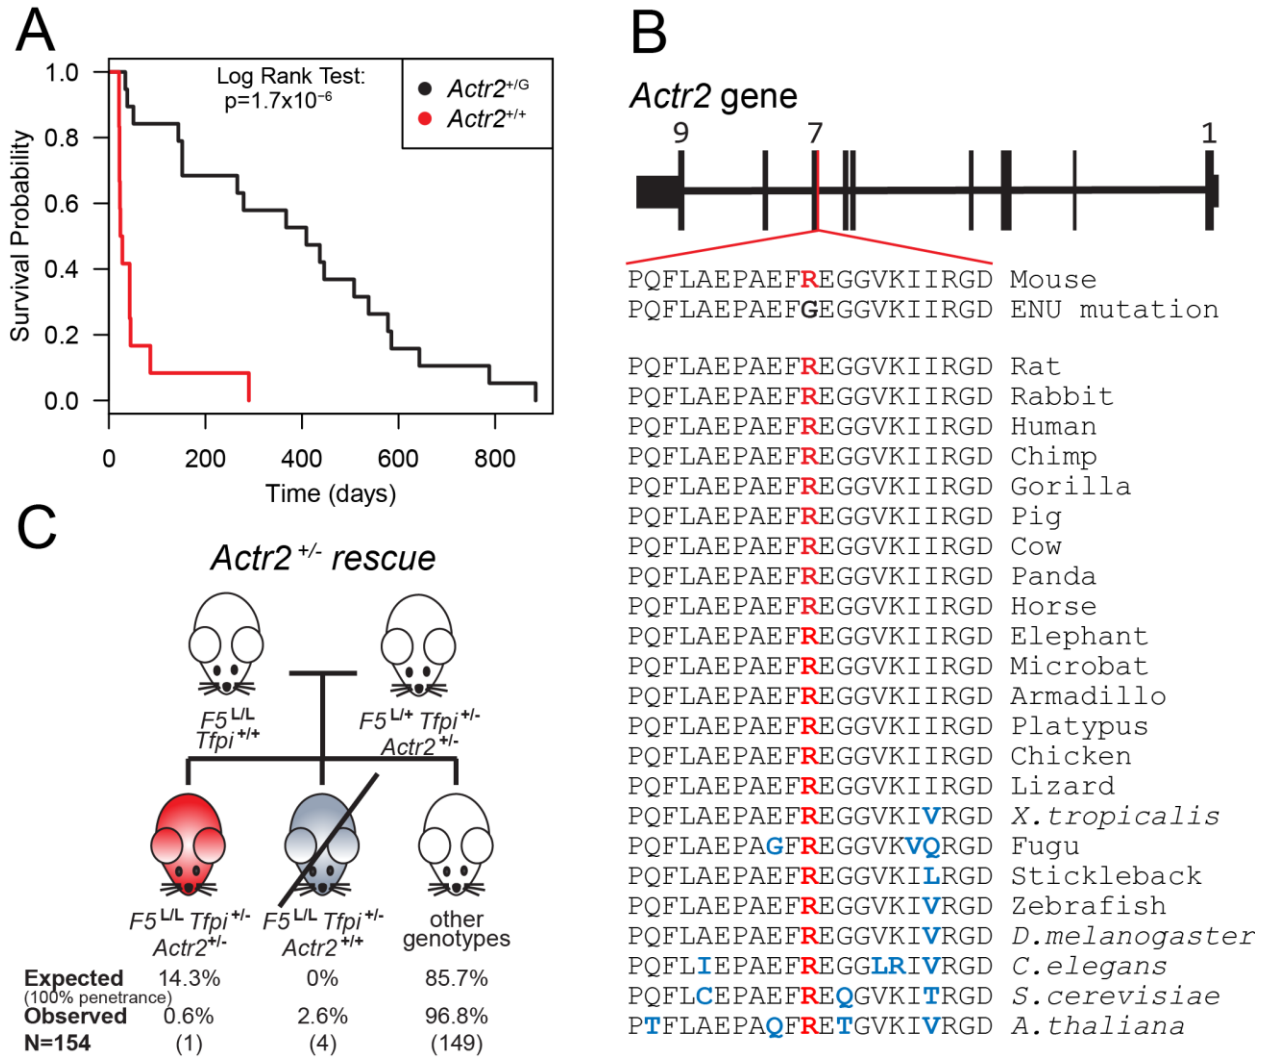 A
Log Rank Test:
p=1.7x10⁻⁶
Actr2+/G
Actr2+/+
Survival Probability
1.0
0.8
0.6
0.4
0.2
0.0
0 200 400 600 800
Time (days)
B
Actr2 gene
9 7 1
PQFLAEPAEFREGGVKIIRGD Mouse
PQFLAEPAEFGEGGVKIIRGD ENU mutation
PQFLAEPAEFREGGVKIIRGD Rat
PQFLAEPAEFREGGVKIIRGD Rabbit
PQFLAEPAEFREGGVKIIRGD Human
PQFLAEPAEFREGGVKIIRGD Chimp
PQFLAEPAEFREGGVKIIRGD Gorilla
PQFLAEPAEFREGGVKIIRGD Pig
PQFLAEPAEFREGGVKIIRGD Cow
PQFLAEPAEFREGGVKIIRGD Panda
PQFLAEPAEFREGGVKIIRGD Horse
PQFLAEPAEFREGGVKIIRGD Elephant
PQFLAEPAEFREGGVKIIRGD Microbat
PQFLAEPAEFREGGVKIIRGD Armadillo
PQFLAEPAEFREGGVKIIRGD Platypus
PQFLAEPAEFREGGVKIIRGD Chicken
PQFLAEPAEFREGGVKIIRGD Lizard
PQFLAEPAEFREGGVKIVRGD X.tropicalis
PQFLAEPAGFREGGVKVQRGD Fugu
PQFLAEPAEFREGGVKILRGD Stickleback
PQFLAEPAEFREGGVKIVRGD Zebrafish
PQFLAEPAEFREGGVKIVRGD D.melanogaster
PQFLIEPAEFREGGLRIVRGD C.elegans
PQFLCEPAEFREQGVKITRGD S.cerevisiae
PTFLAEPAQFRETGVKIVRGD A.thaliana
C
Actr2 +/- rescue
F5 L/L
Tfpi +/+
F5 L/+ Tfpi +/-
Actr2 +/-
F5 L/L Tfpi +/-
Actr2+/-
F5 L/L Tfpi +/-
Actr2 +/+
other
genotypes
Expected 14.3% 0% 85.7%
(100% penetrance)
Observed 0.6% 2.6% 96.8%
N=154 (1) (4) (149)